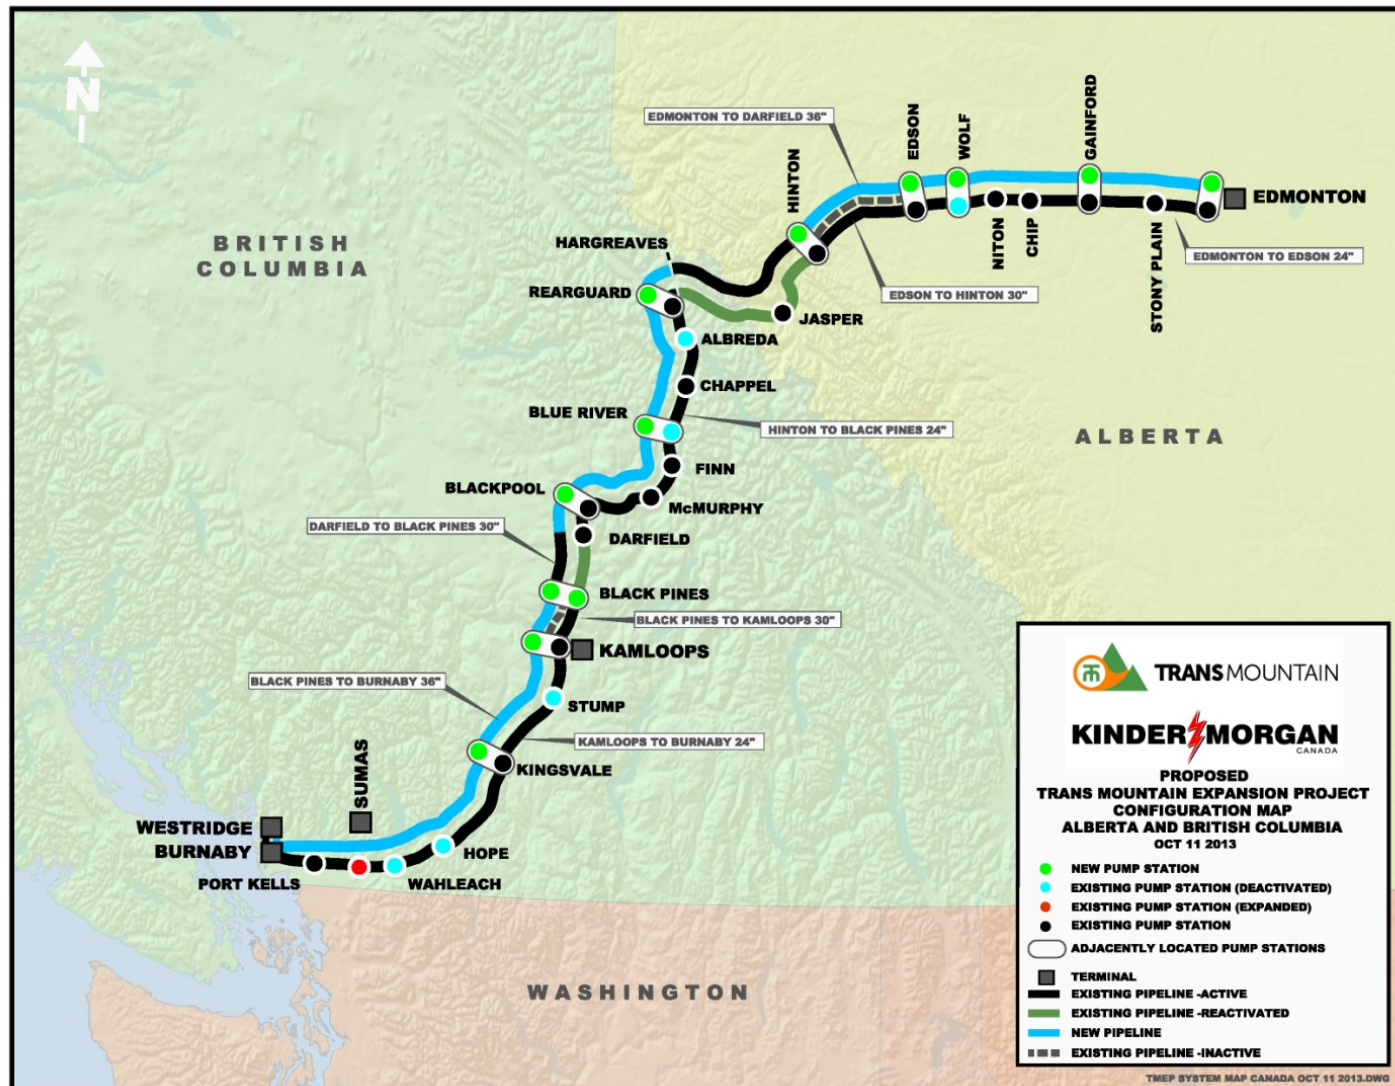 N
EDMONTON TO DARFIELD 36"
EDSON
WOLF
GAINFORD
HINTON
EDMONTON
BRITISH
COLUMBIA
HARGREAVES
NITON
CHIP
STONY PLAIN
EDMONTON TO EDSON 24"
REARGUARD
EDSON TO HINTON 30"
JASPER
ALBREDA
CHAPPEL
BLUE RIVER
HINTON TO BLACK PINES 24"
ALBERTA
FINN
BLACKPOOL
McMURPHY
DARFIELD TO BLACK PINES 30"
DARFIELD
BLACK PINES
BLACK PINES TO KAMLOOPS 30"
KAMLOOPS
BLACK PINES TO BURNABY 36"
STUMP
KAMLOOPS TO BURNABY 24"
KINGSVALE
SUMAS
WESTRIDGE
BURNABY
HOPE
PORT KELLS
WAHLEACH
WASHINGTON
TRANSMOUNTAIN
KINDER MORGAN
CANADA
PROPOSED
TRANS MOUNTAIN EXPANSION PROJECT
CONFIGURATION MAP
ALBERTA AND BRITISH COLUMBIA
OCT 11 2013
NEW PUMP STATION
EXISTING PUMP STATION (DEACTIVATED)
EXISTING PUMP STATION (EXPANDED)
EXISTING PUMP STATION
ADJACENTLY LOCATED PUMP STATIONS
TERMINAL
EXISTING PIPELINE -ACTIVE
EXISTING PIPELINE -REACTIVATED
NEW PIPELINE
EXISTING PIPELINE -INACTIVE
TMEP SYSTEM MAP CANADA OCT 11 2013.DWG